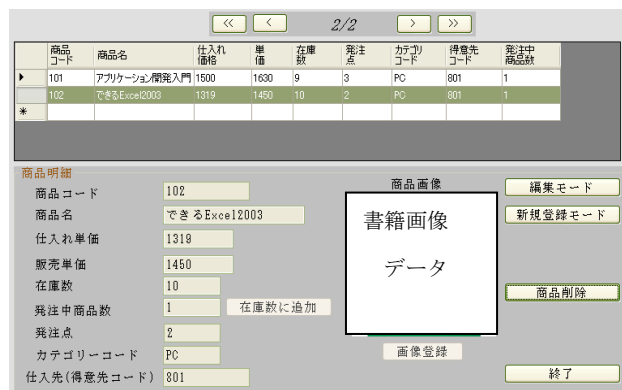 << < 2/2 > >>
商品コード 商品名 仕入れ価格 単価 在庫数 発注点 カテゴリコード 得意先コード 発注中商品数
101 アプリケーション開発入門 1500 1630 9 3 PC 801 1
102 できるExcel2003 1319 1450 10 2 PC 801 1
商品明細
商品コード 102
商品名 できるExcel2003
仕入れ単価 1319
販売単価 1450
在庫数 10
発注中商品数 1 在庫数に追加
発注点 2
カテゴリーコード PC
仕入先(得意先コード) 801
商品画像
書籍画像
データ
画像登録
編集モード
新規登録モード
商品削除
終了